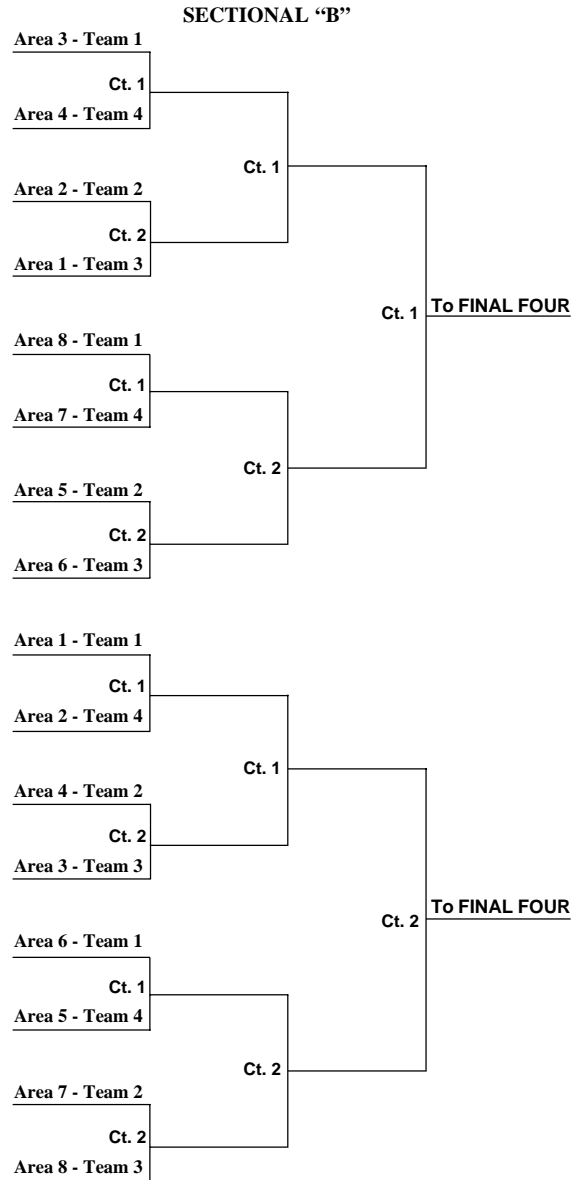 SECTIONAL “B”
Area 3 - Team 1
Ct. 1
Area 4 - Team 4
Ct. 1
Area 2 - Team 2
Ct. 2
Area 1 - Team 3
Ct. 1
To FINAL FOUR
Area 8 - Team 1
Ct. 1
Area 7 - Team 4
Ct. 2
Area 5 - Team 2
Ct. 2
Area 6 - Team 3
Area 1 - Team 1
Ct. 1
Area 2 - Team 4
Ct. 1
Area 4 - Team 2
Ct. 2
Area 3 - Team 3
Ct. 2
To FINAL FOUR
Area 6 - Team 1
Ct. 1
Area 5 - Team 4
Ct. 2
Area 7 - Team 2
Ct. 2
Area 8 - Team 3